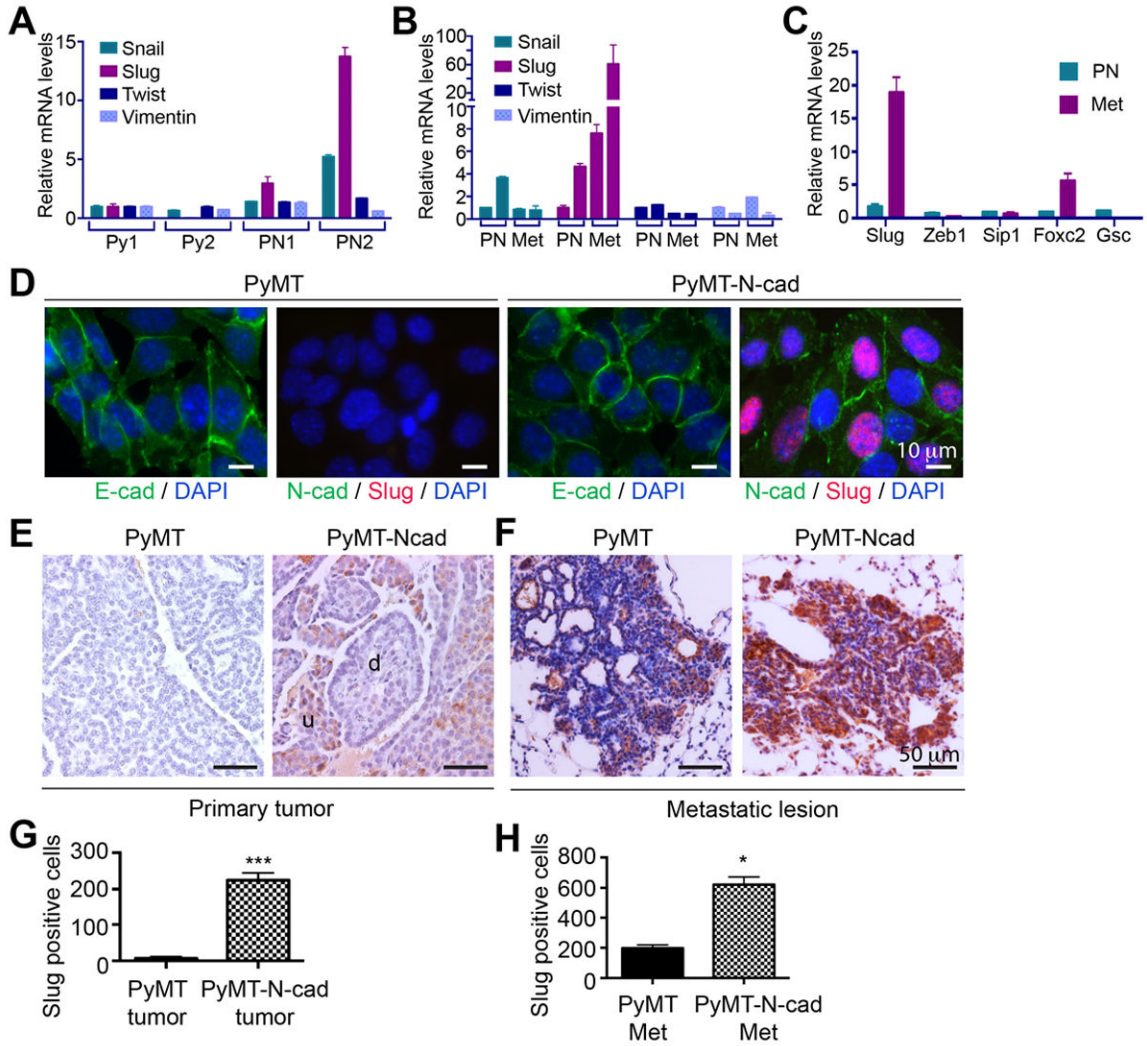 A
Relative mRNA levels
15
10
5
1
Snail
Slug
Twist
Vimentin
Py1 Py2 PN1 PN2
B
Relative mRNA levels
100
80
60
40
20
8
6
4
2
0
Snail
Slug
Twist
Vimentin
PN Met PN Met PN Met PN Met
C
Relative mRNA levels
25
20
15
10
5
0
PN
Met
Slug Zeb1 Sip1 Foxc2 Gsc
D
PyMT PyMT-N-cad
10 µm
E-cad / DAPI N-cad / Slug / DAPI E-cad / DAPI N-cad / Slug / DAPI
E
PyMT PyMT-Ncad
d
u
Primary tumor
F
PyMT PyMT-Ncad
50 µm
Metastatic lesion
G
Slug positive cells
300
200
100
0
***
PyMT tumor
PyMT-N-cad tumor
H
Slug positive cells
800
600
400
200
0
*
PyMT Met
PyMT-N-cad Met